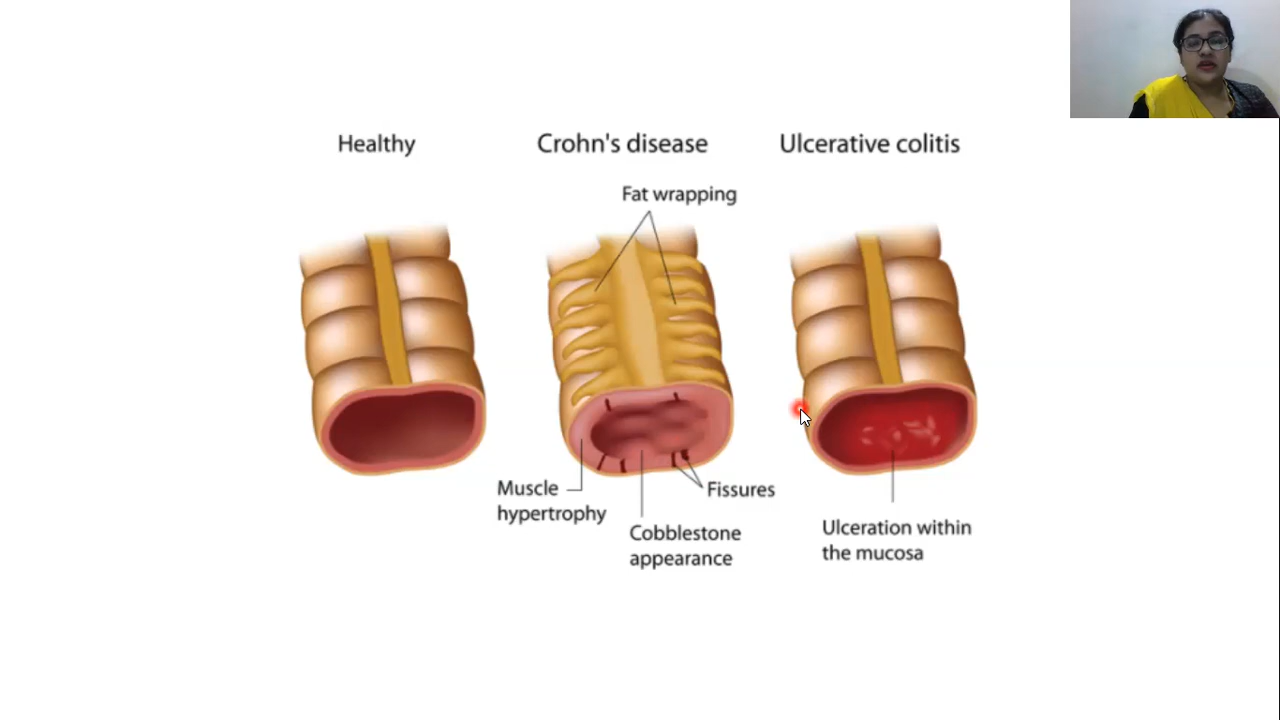 Healthy
Crohn's disease
Ulcerative colitis
Fat wrapping
Muscle
hypertrophy
Fissures
Cobblestone
appearance
Ulceration within
the mucosa